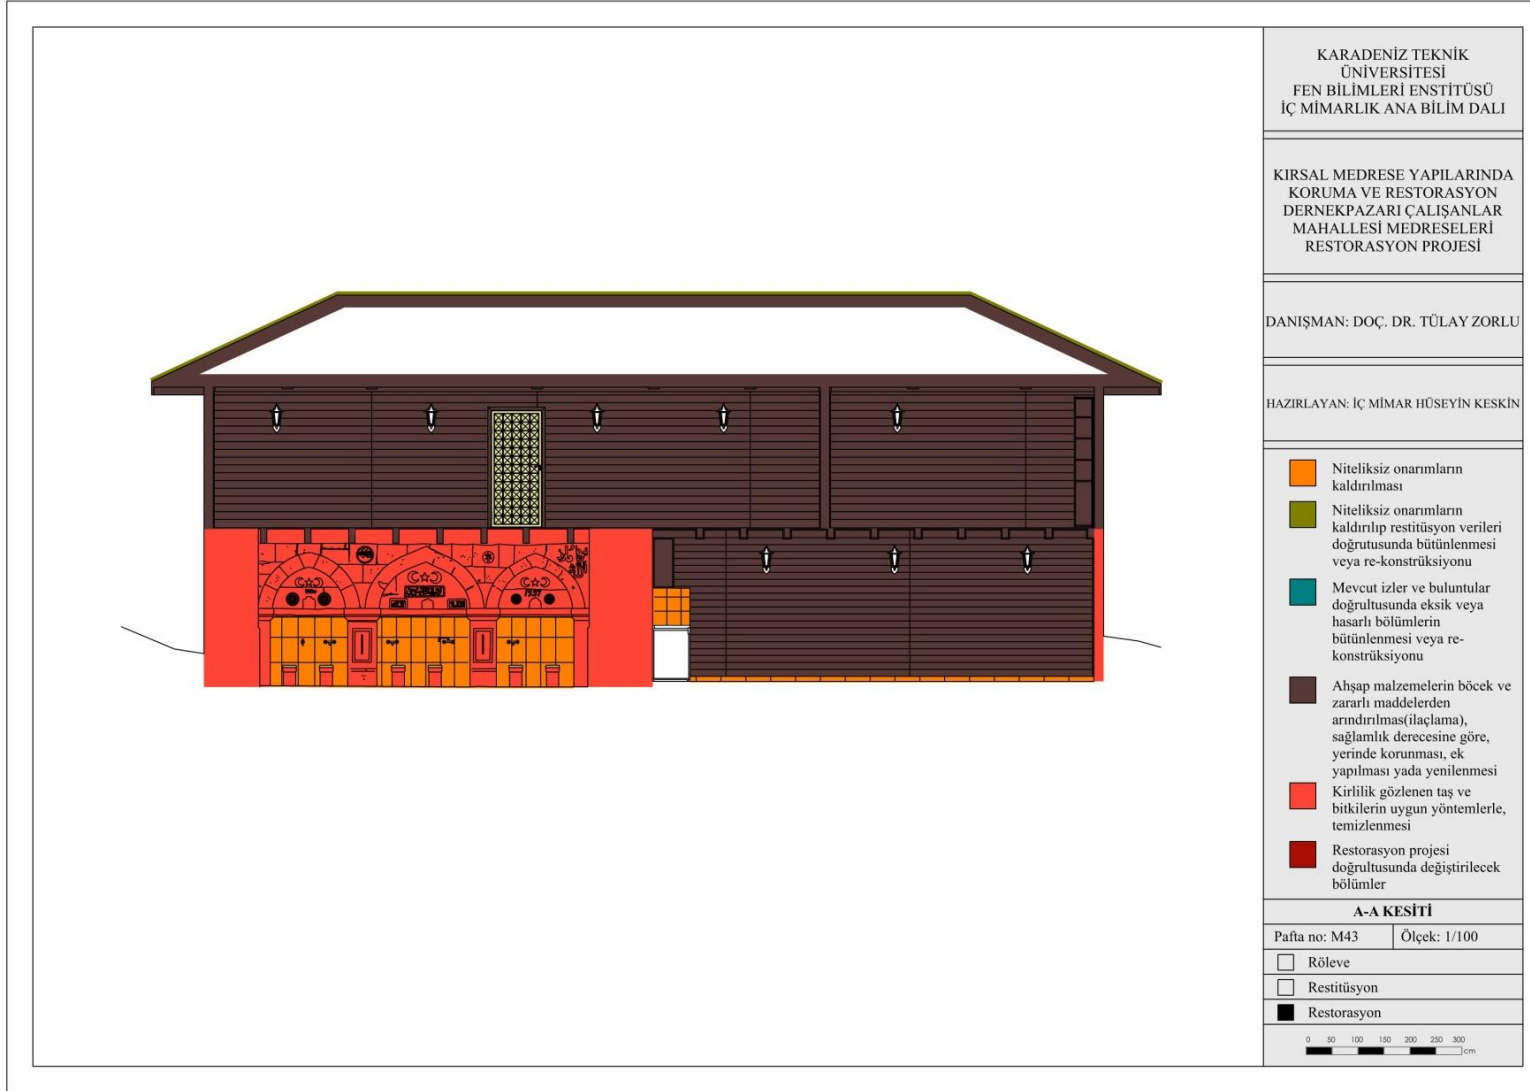 KARADENİZ TEKNİK
ÜNİVERSİTESİ
FEN BİLİMLERİ ENSTİTÜSÜ
İÇ MİMARLIK ANA BİLİM DALI
KIRSAL MEDRESE YAPILARINDA
KORUMA VE RESTORASYON
DERNEKPAZARI ÇALIŞANLAR
MAHALLESİ MEDRESELERİ
RESTORASYON PROJESİ
DANIŞMAN: DOÇ. DR. TÜLAY ZORLU
HAZIRLAYAN: İÇ MİMAR HÜSEYİN KESKİN
Niteliksiz onarımların
kaldırılması
Niteliksiz onarımların
kaldırılıp restitüsyon verileri
doğrutusunda bütünlenmesi
veya re-konstrüksiyonu
Mevcut izler ve buluntular
doğrultusunda eksik veya
hasarlı bölümlerin
bütünlenmesi veya re-
konstrüksiyonu
Ahşap malzemelerin böcek ve
zararlı maddelerden
arındırılmas(ilaçlama),
sağlamlık derecesine göre,
yerinde korunması, ek
yapılması yada yenilenmesi
Kirlilik gözlenen taş ve
bitkilerin uygun yöntemlerle,
temizlenmesi
Restorasyon projesi
doğrultusunda değiştirilecek
bölümler
A-A KESİTİ
Pafta no: M43 Ölçek: 1/100
Röleve
Restitüsyon
Restorasyon
0 50 100 150 200 250 300
cm
1937